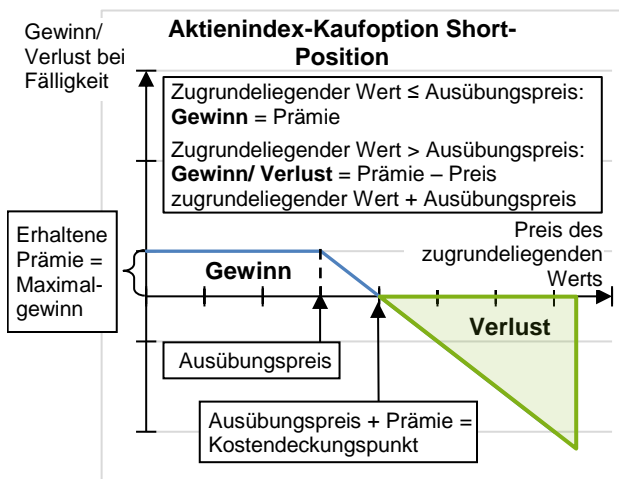 Gewinn/
Verlust bei
Fälligkeit
Aktienindex-Kaufoption Short-
Position
Zugrundeliegender Wert ≤ Ausübungspreis:
Gewinn = Prämie
Zugrundeliegender Wert > Ausübungspreis:
Gewinn/ Verlust = Prämie – Preis
zugrundeliegender Wert + Ausübungspreis
Preis des
zugrundeliegenden
Werts
Erhaltene
Prämie =
Maximal-
gewinn
Gewinn
Verlust
Ausübungspreis
Ausübungspreis + Prämie =
Kostendeckungspunkt